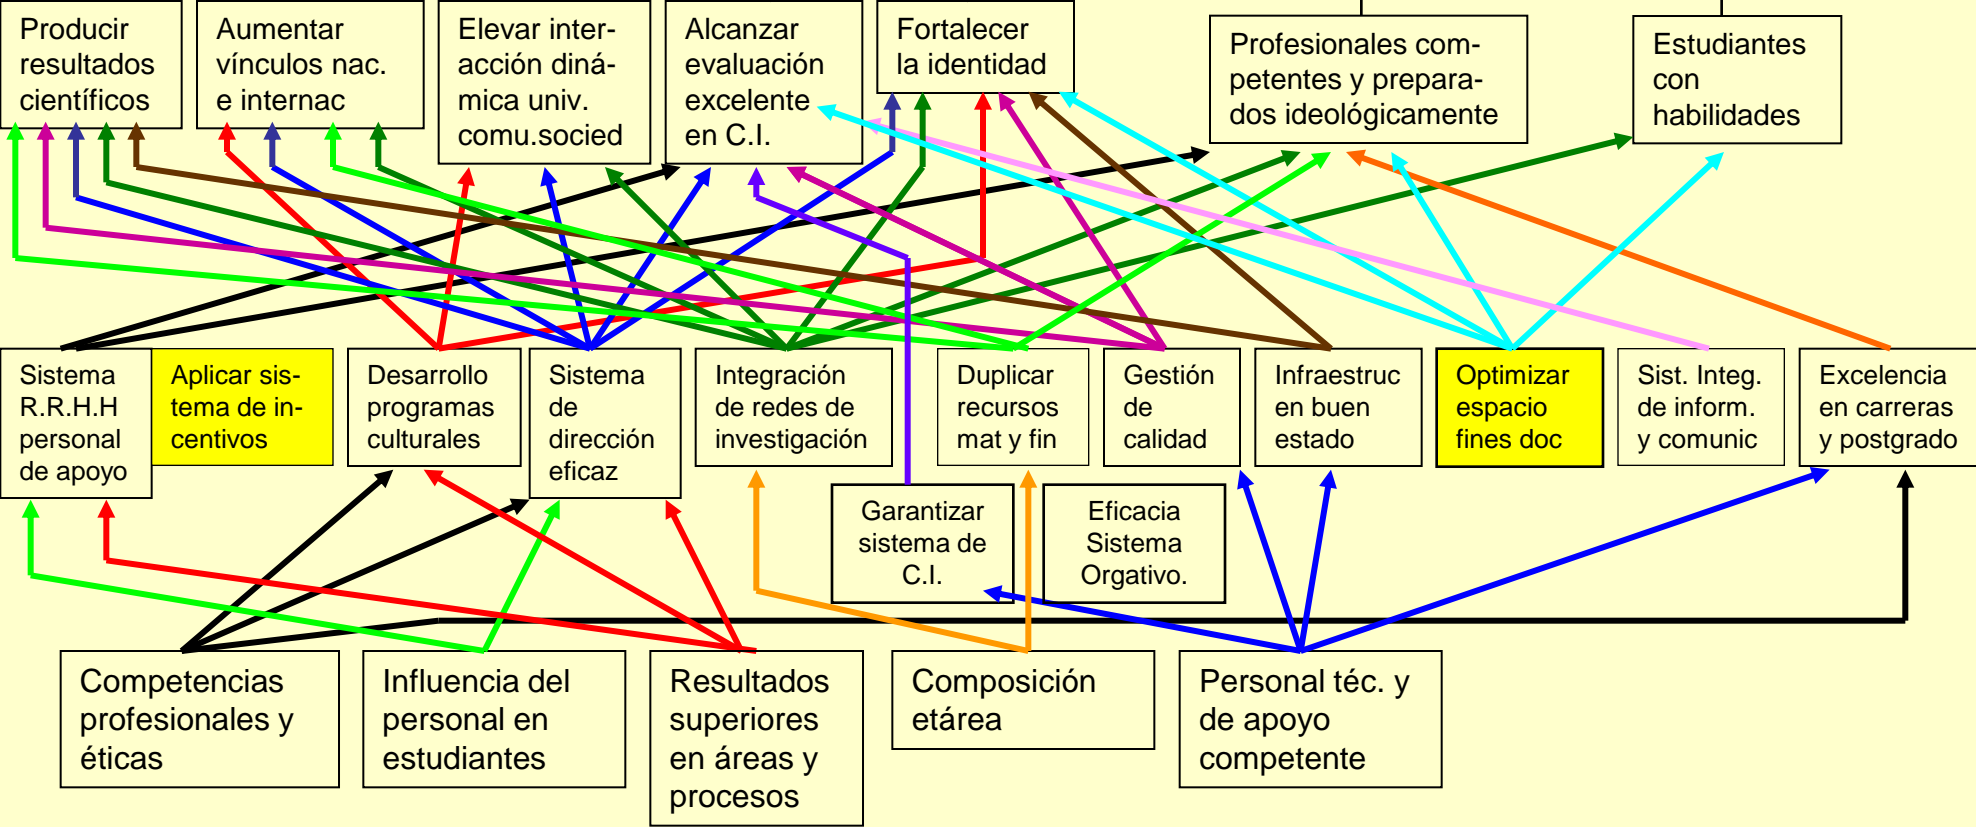 Producir
resultados
científicos
Aumentar
vínculos nac.
e internac
Elevar inter-
acción diná-
mica univ.
comu.socied
Alcanzar
evaluación
excelente
en C.I.
Fortalecer
la identidad
Profesionales com-
petentes y prepara-
dos ideológicamente
Estudiantes
con
habilidades
Sistema
R.R.H.H
personal
de apoyo
Aplicar sis-
tema de in-
centivos
Desarrollo
programas
culturales
Sistema
de
dirección
eficaz
Integración
de redes de
investigación
Duplicar
recursos
mat y fin
Gestión
de
calidad
Infraestruc
en buen
estado
Optimizar
espacio
fines doc
Sist. Integ.
de inform.
y comunic
Excelencia
en carreras
y postgrado
Garantizar
sistema de
C.I.
Eficacia
Sistema
Orgativo.
Competencias
profesionales y
éticas
Influencia del
personal en
estudiantes
Resultados
superiores
en áreas y
procesos
Composición
etárea
Personal téc. y
de apoyo
competente